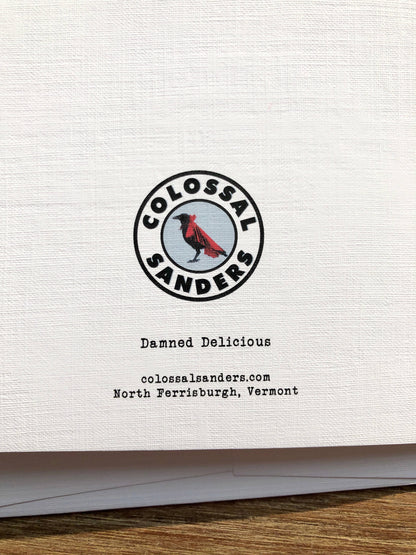 COLOSSAL
SANDERS
Damned Delicious
colossalsanders.com
North Ferrisburgh, Vermont